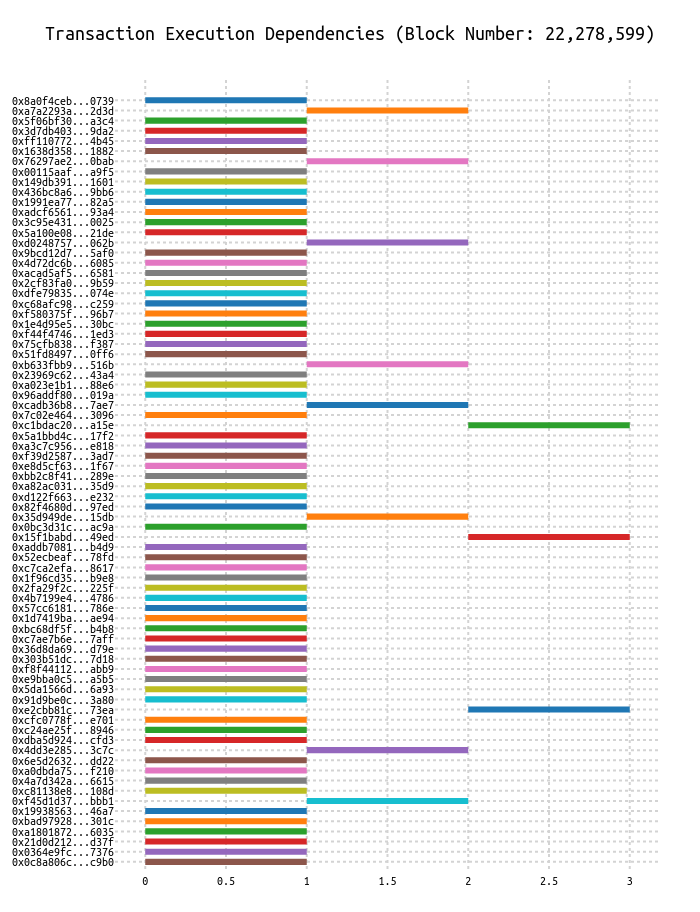 Transaction Execution Dependencies (Block Number: 22,278,599)
0x8a0f4ceb...0739
0xa7a2293a...2d3d
0x5f06bf30...a3c4
0x3d7db403...9da2
0xff110772...4b45
0x1638d358...1882
0x76297ae2...0bab
0x00115aaf...a9f5
0x149db391...1601
0x436bc8a6...9bb6
0x1991ea77...82a5
0xadcf6561...93a4
0x3c95e431...0025
0x5a100e08...21de
0xd0248757...062b
0x9bcd12d7...5af0
0x4d72dc6b...6085
0xacad5af5...6581
0x2cf83fa0...9b59
0xdfe79835...074e
0xc68afc98...c259
0xf580375f...96b7
0x1e4d95e5...30bc
0xf44f4746...1ed3
0x75cfb838...f387
0x51fd8497...0ff6
0xb633fbb9...516b
0x23969c62...43a4
0xa023e1b1...88e6
0x96addf80...019a
0xcadb36b8...7ae7
0x7c02e464...3096
0xc1bdac20...a15e
0x5a1bbd4c...17f2
0xa3c7c956...e818
0xf39d2587...3ad7
0xe8d5cf63...1f67
0xbb2c8f41...289e
0xa82ac031...35d9
0xd122f663...e232
0x82f4680d...97ed
0x35d949de...15db
0x0bc3d31c...ac9a
0x15f1babd...49ed
0xaddb7081...b4d9
0x52ecbeaf...78fd
0xc7ca2efa...8617
0x1f96cd35...b9e8
0x2fa29f2c...225f
0x4b7199e4...4786
0x57cc6181...786e
0x1d7419ba...ae94
0xbc68df5f...b4b8
0xc7ae7b6e...7aff
0x36d8da69...d79e
0x303b51dc...7d18
0xf8f44112...abb9
0xe9bba0c5...a5b5
0x5da1566d...6a93
0x91d9be0c...3a80
0xe2cbb81c...73ea
0xcfc0778f...e701
0xc24ae25f...8946
0xdba5d924...cfd3
0x4dd3e285...3c7c
0x6e5d2632...dd22
0xa0dbda75...f210
0x4a7d342a...6615
0xc81138e8...108d
0xf45d1d37...bbb1
0x19938563...46a7
0xbad97928...301c
0xa1801872...6035
0x21d0d212...d37f
0x0364e9fc...7376
0x0c8a806c...c9b0
0 0.5 1 1.5 2 2.5 3